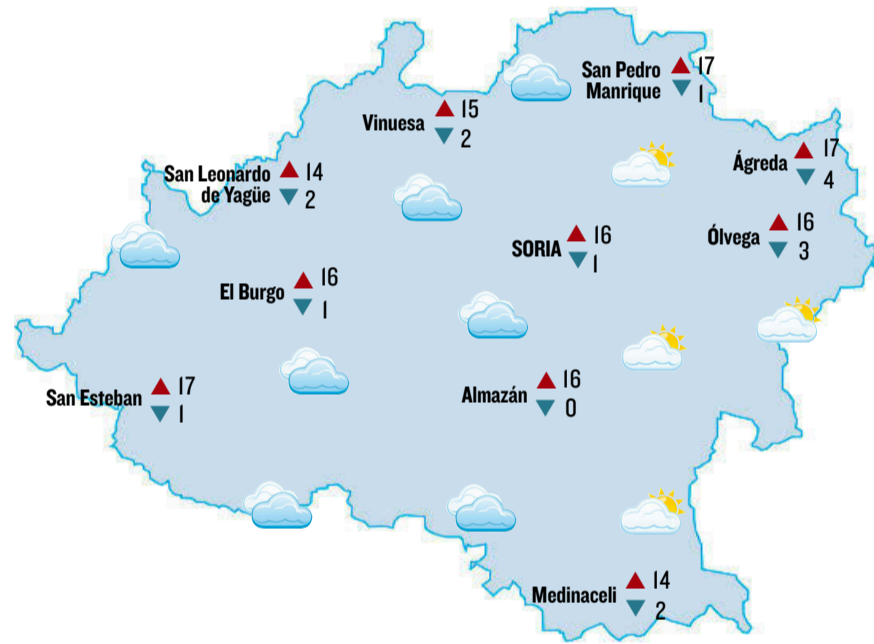 San Pedro
Manrique
17
1
Vinuesa
15
2
Ágreda
17
4
San Leonardo
de Yagüe
14
2
SORIA
16
1
Ólvega
16
3
El Burgo
16
1
San Esteban
17
1
Almazán
16
0
Medinaceli
14
2